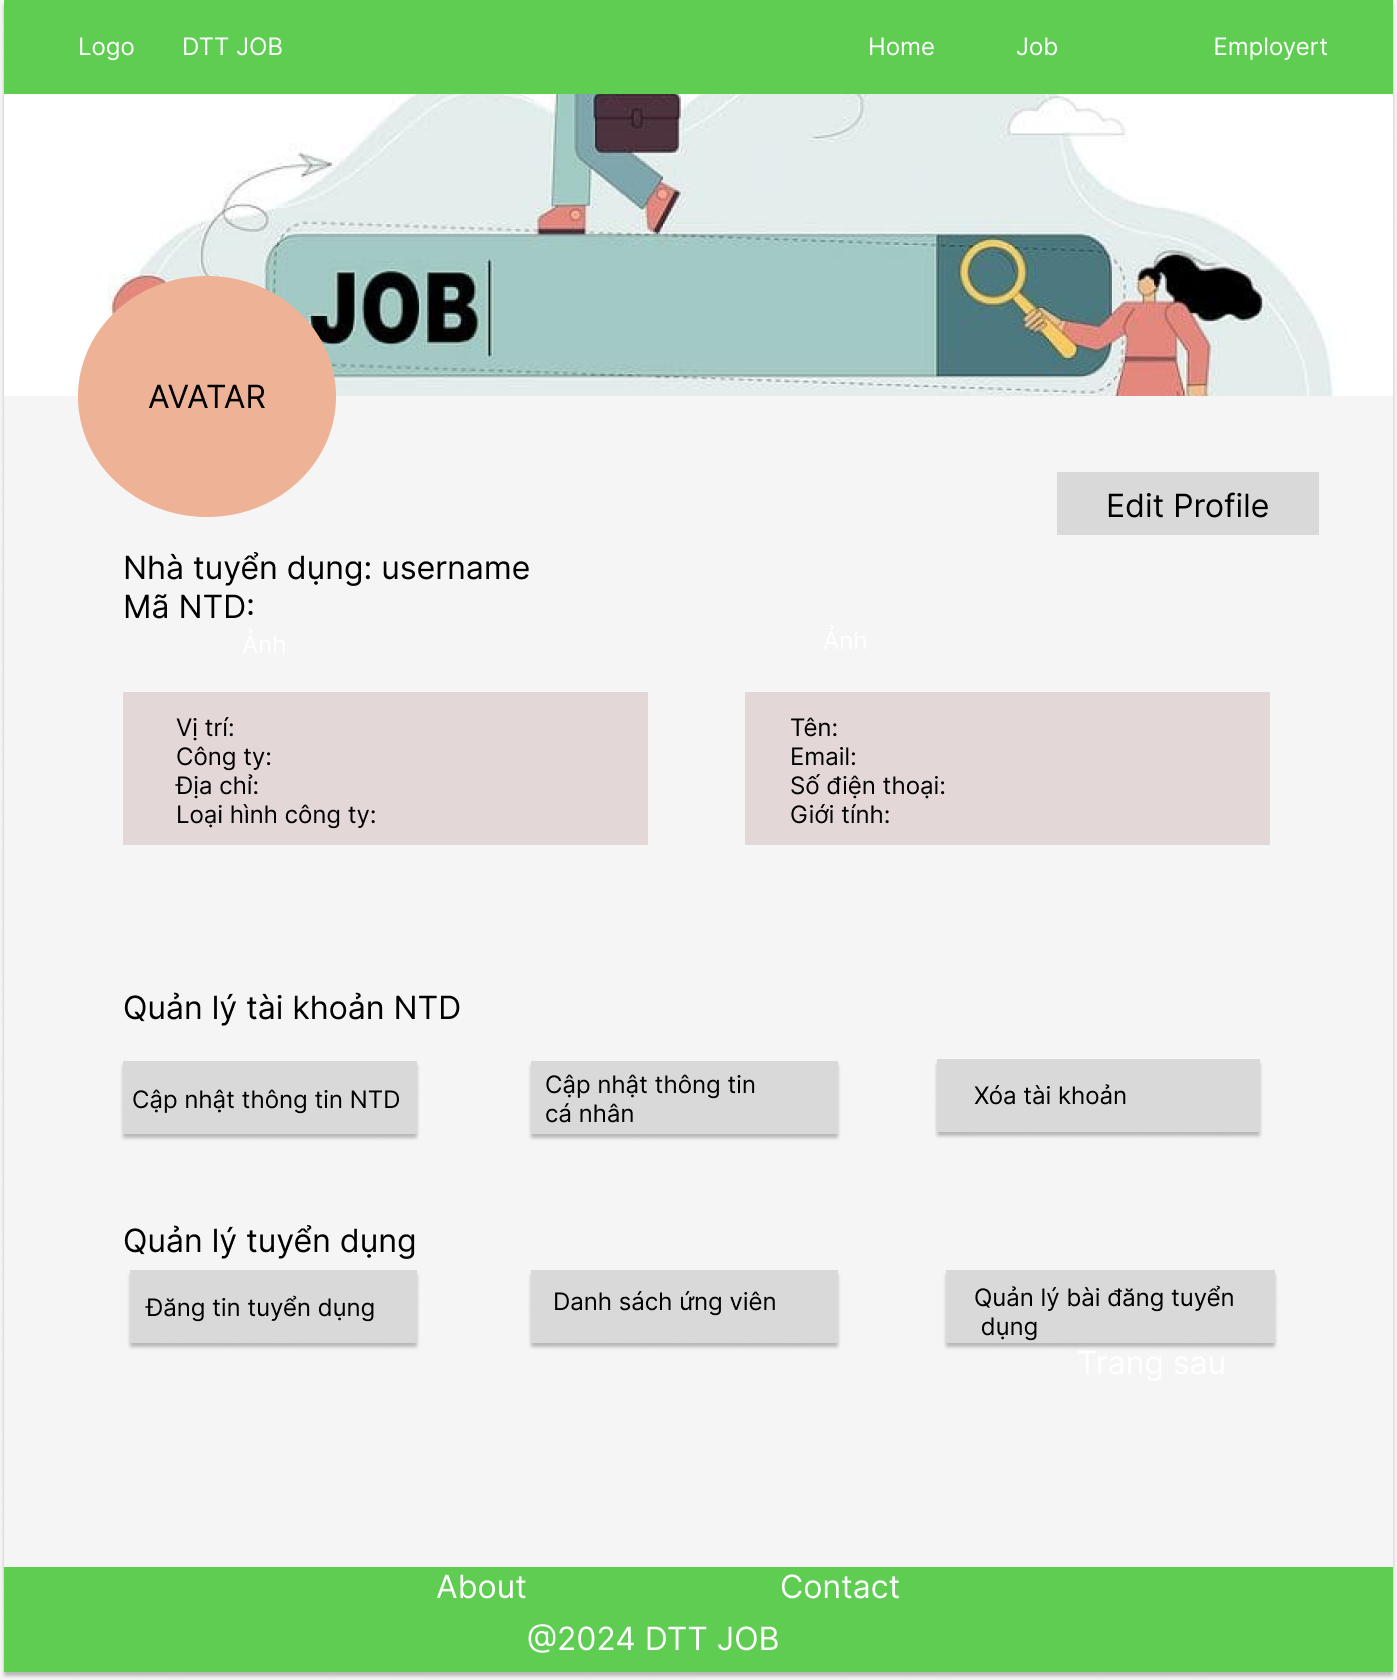 Logo DTT JOB Home Job Employert
JOB
AVATAR
Edit Profile
Nhà tuyển dụng: username
Mã NTD:
Ảnh Ảnh
Vị trí:
Công ty:
Địa chỉ:
Loại hình công ty:
Tên:
Email:
Số điện thoại:
Giới tính:
Quản lý tài khoản NTD
Cập nhật thông tin NTD
Cập nhật thông tin
cá nhân
Xóa tài khoản
Quản lý tuyển dụng
Đăng tin tuyển dụng
Danh sách ứng viên
Quản lý bài đăng tuyển
dụng
Trang sau
About Contact
@2024 DTT JOB